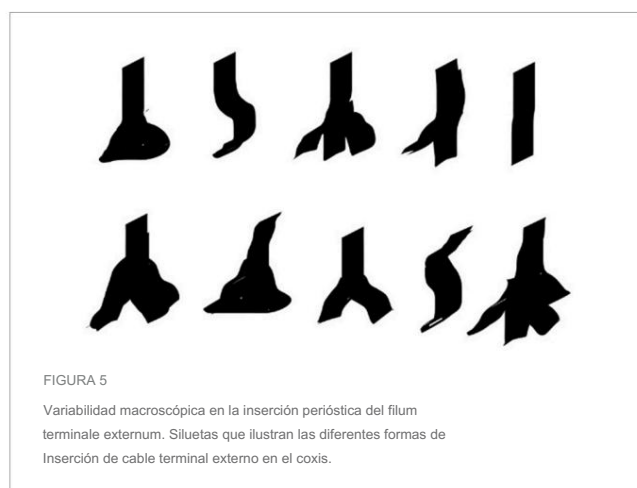 FIGURA 5
Variabilidad macroscópica en la inserción perióstica del filum
terminale externum. Siluetas que ilustran las diferentes formas de
Inserción de cable terminal externo en el coxis.